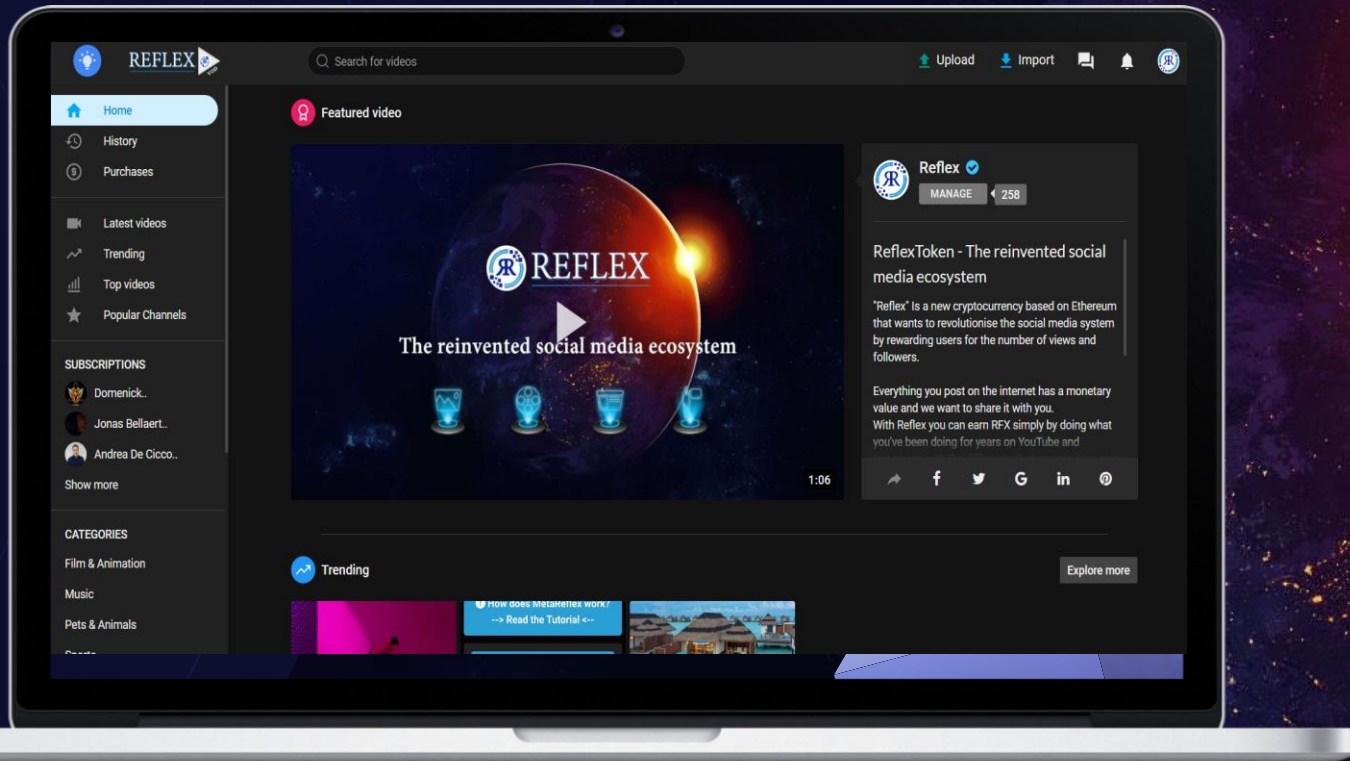 REFLEX
Search for videos
Upload
Import
Home
History
Purchases
Latest videos
Trending
Top videos
Popular Channels
SUBSCRIPTIONS
Domenick..
Jonas Bellaert..
Andrea De Cicco..
Show more
CATEGORIES
Film & Animation
Music
Pets & Animals
Featured video
REFLEX
The reinvented social media ecosystem
1:06
Reflex
MANAGE
258
ReflexToken - The reinvented social
media ecosystem
"Reflex" Is a new cryptocurrency based on Ethereum
that wants to revolutionise the social media system
by rewarding users for the number of views and
followers.
Everything you post on the internet has a monetary
value and we want to share it with you.
With Reflex you can earn RFX simply by doing what
you've been doing for years on YouTube and
Trending
Explore more
How does MetaReflex work?
--> Read the Tutorial <--